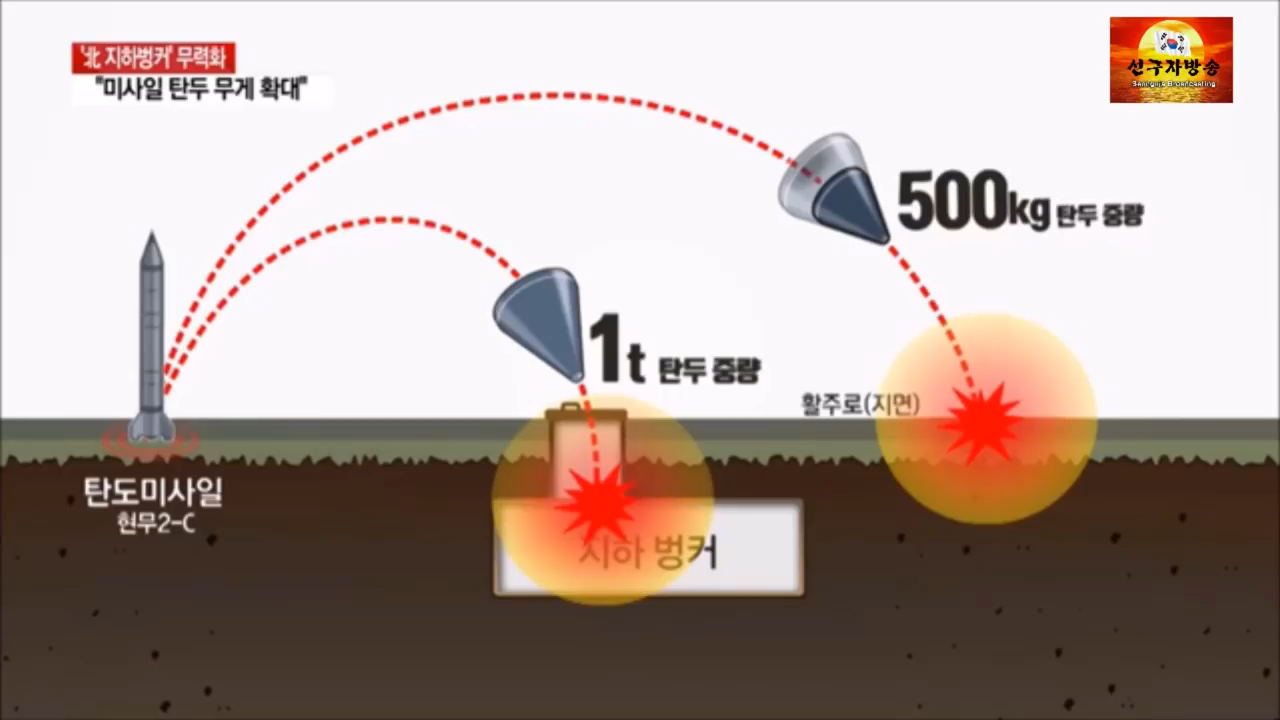 '北 지하벙커' 무력화
"미사일 탄두 무게 확대"
선구자방송
Seonguja Broadcasting
500kg 탄두 중량
1t 탄두 중량
활주로(지면)
탄도미사일
현무2-C
지하 벙커